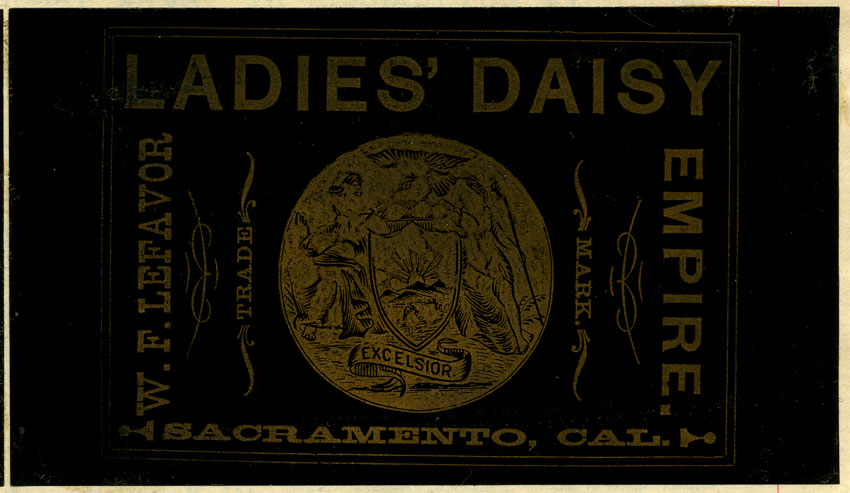 LADIES' DAISY
EMPIRE.
W. F. LEFAVOR
TRADE
MARK.
EXCELSIOR.
SACRAMENTO, CAL.